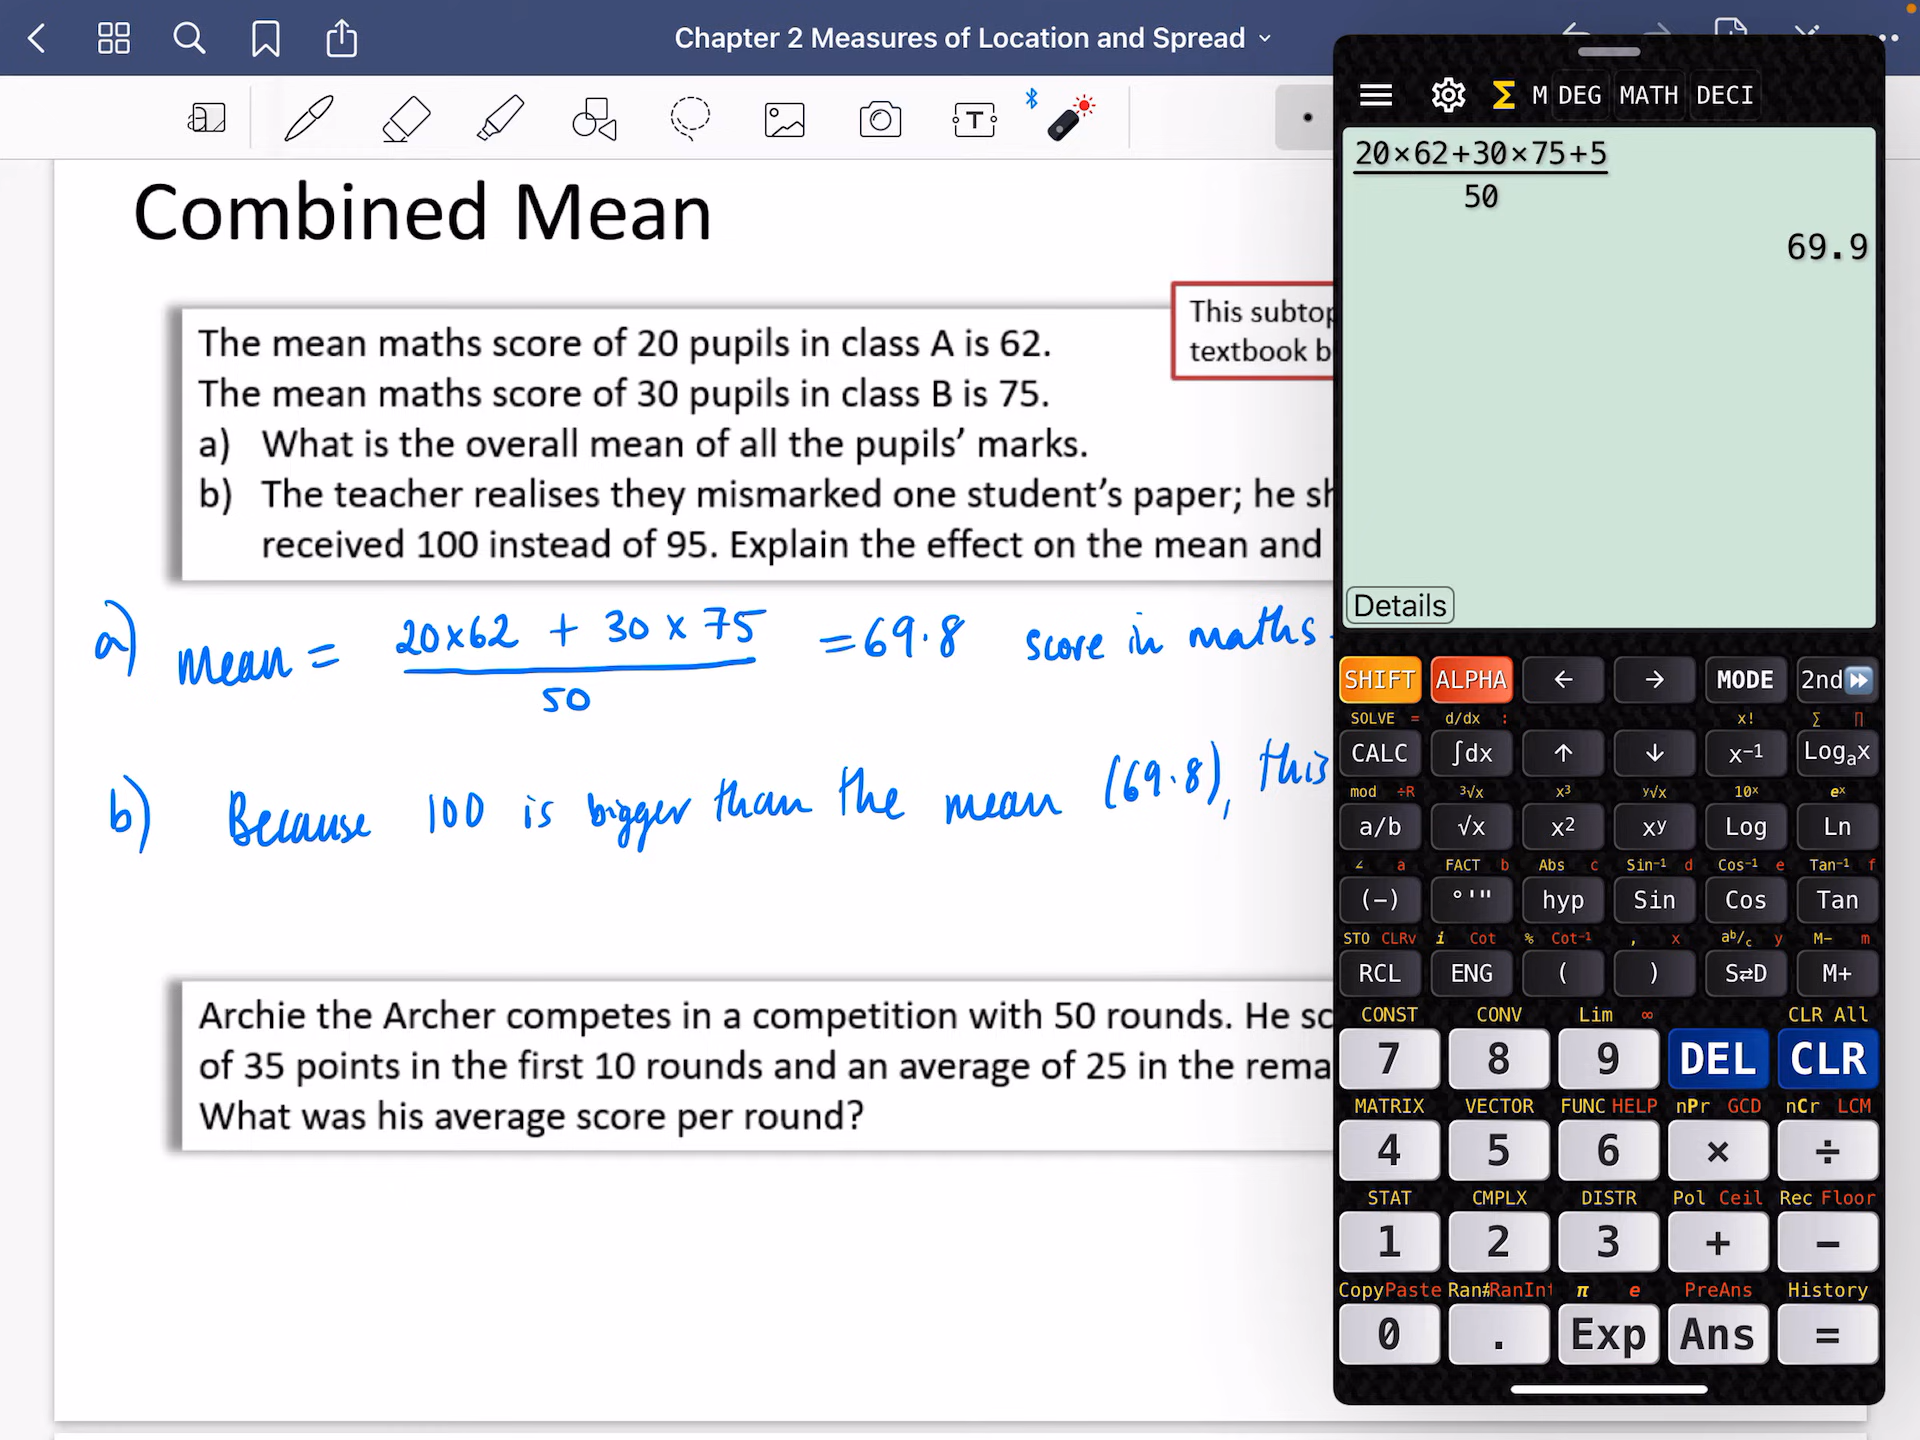 Chapter 2 Measures of Location and Spread
T
Combined Mean
The mean maths score of 20 pupils in class A is 62.
The mean maths score of 30 pupils in class B is 75.
a) What is the overall mean of all the pupils' marks.
b) The teacher realises they mismarked one student's paper; he sh
received 100 instead of 95. Explain the effect on the mean and
This subtop
textbook b
a) mean = 20x62 + 30 x 75 = 69.8 score in maths.
50
b) Because 100 is bigger than the mean (69.8), this
Archie the Archer competes in a competition with 50 rounds. He sc
of 35 points in the first 10 rounds and an average of 25 in the rema
What was his average score per round?
Σ M DEG MATH DECI
20×62+30×75+5
50
69.9
Details
SHIFT ALPHA ← → MODE 2nd
SOLVE = d/dx : x! ∑ ∏
CALC ∫dx ↑ ↓ x⁻¹ Logₐx
mod ÷R ³√x x³ ʸ√x 10ˣ eˣ
a/b √x x² xʸ Log Ln
∠ a FACT b Abs c Sin⁻¹ d Cos⁻¹ e Tan⁻¹ f
(−) °'" hyp Sin Cos Tan
STO CLRv i Cot % Cot⁻¹ , x aᵇ/c y M− m
RCL ENG ( ) S⇄D M+
CONST CONV Lim ∞ CLR All
7 8 9 DEL CLR
MATRIX VECTOR FUNC HELP nPr GCD nCr LCM
4 5 6 × ÷
STAT CMPLX DISTR Pol Ceil Rec Floor
1 2 3 + −
Copy Paste Ran# RanInt π e PreAns History
0 . Exp Ans =